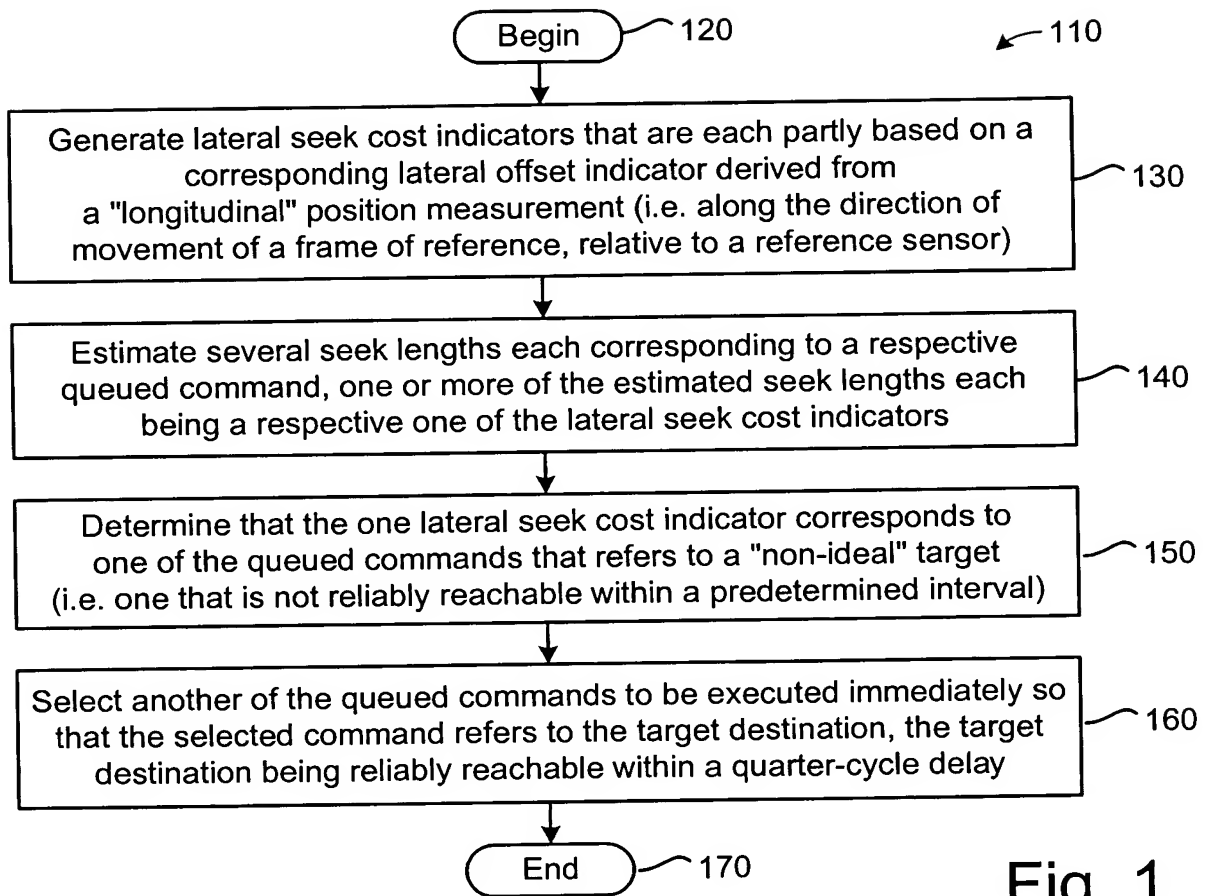 Begin
120
110
Generate lateral seek cost indicators that are each partly based on a
corresponding lateral offset indicator derived from
a "longitudinal" position measurement (i.e. along the direction of
movement of a frame of reference, relative to a reference sensor)
130
Estimate several seek lengths each corresponding to a respective
queued command, one or more of the estimated seek lengths each
being a respective one of the lateral seek cost indicators
140
Determine that the one lateral seek cost indicator corresponds to
one of the queued commands that refers to a "non-ideal" target
(i.e. one that is not reliably reachable within a predetermined interval)
150
Select another of the queued commands to be executed immediately so
that the selected command refers to the target destination, the target
destination being reliably reachable within a quarter-cycle delay
160
End
170
Fig. 1